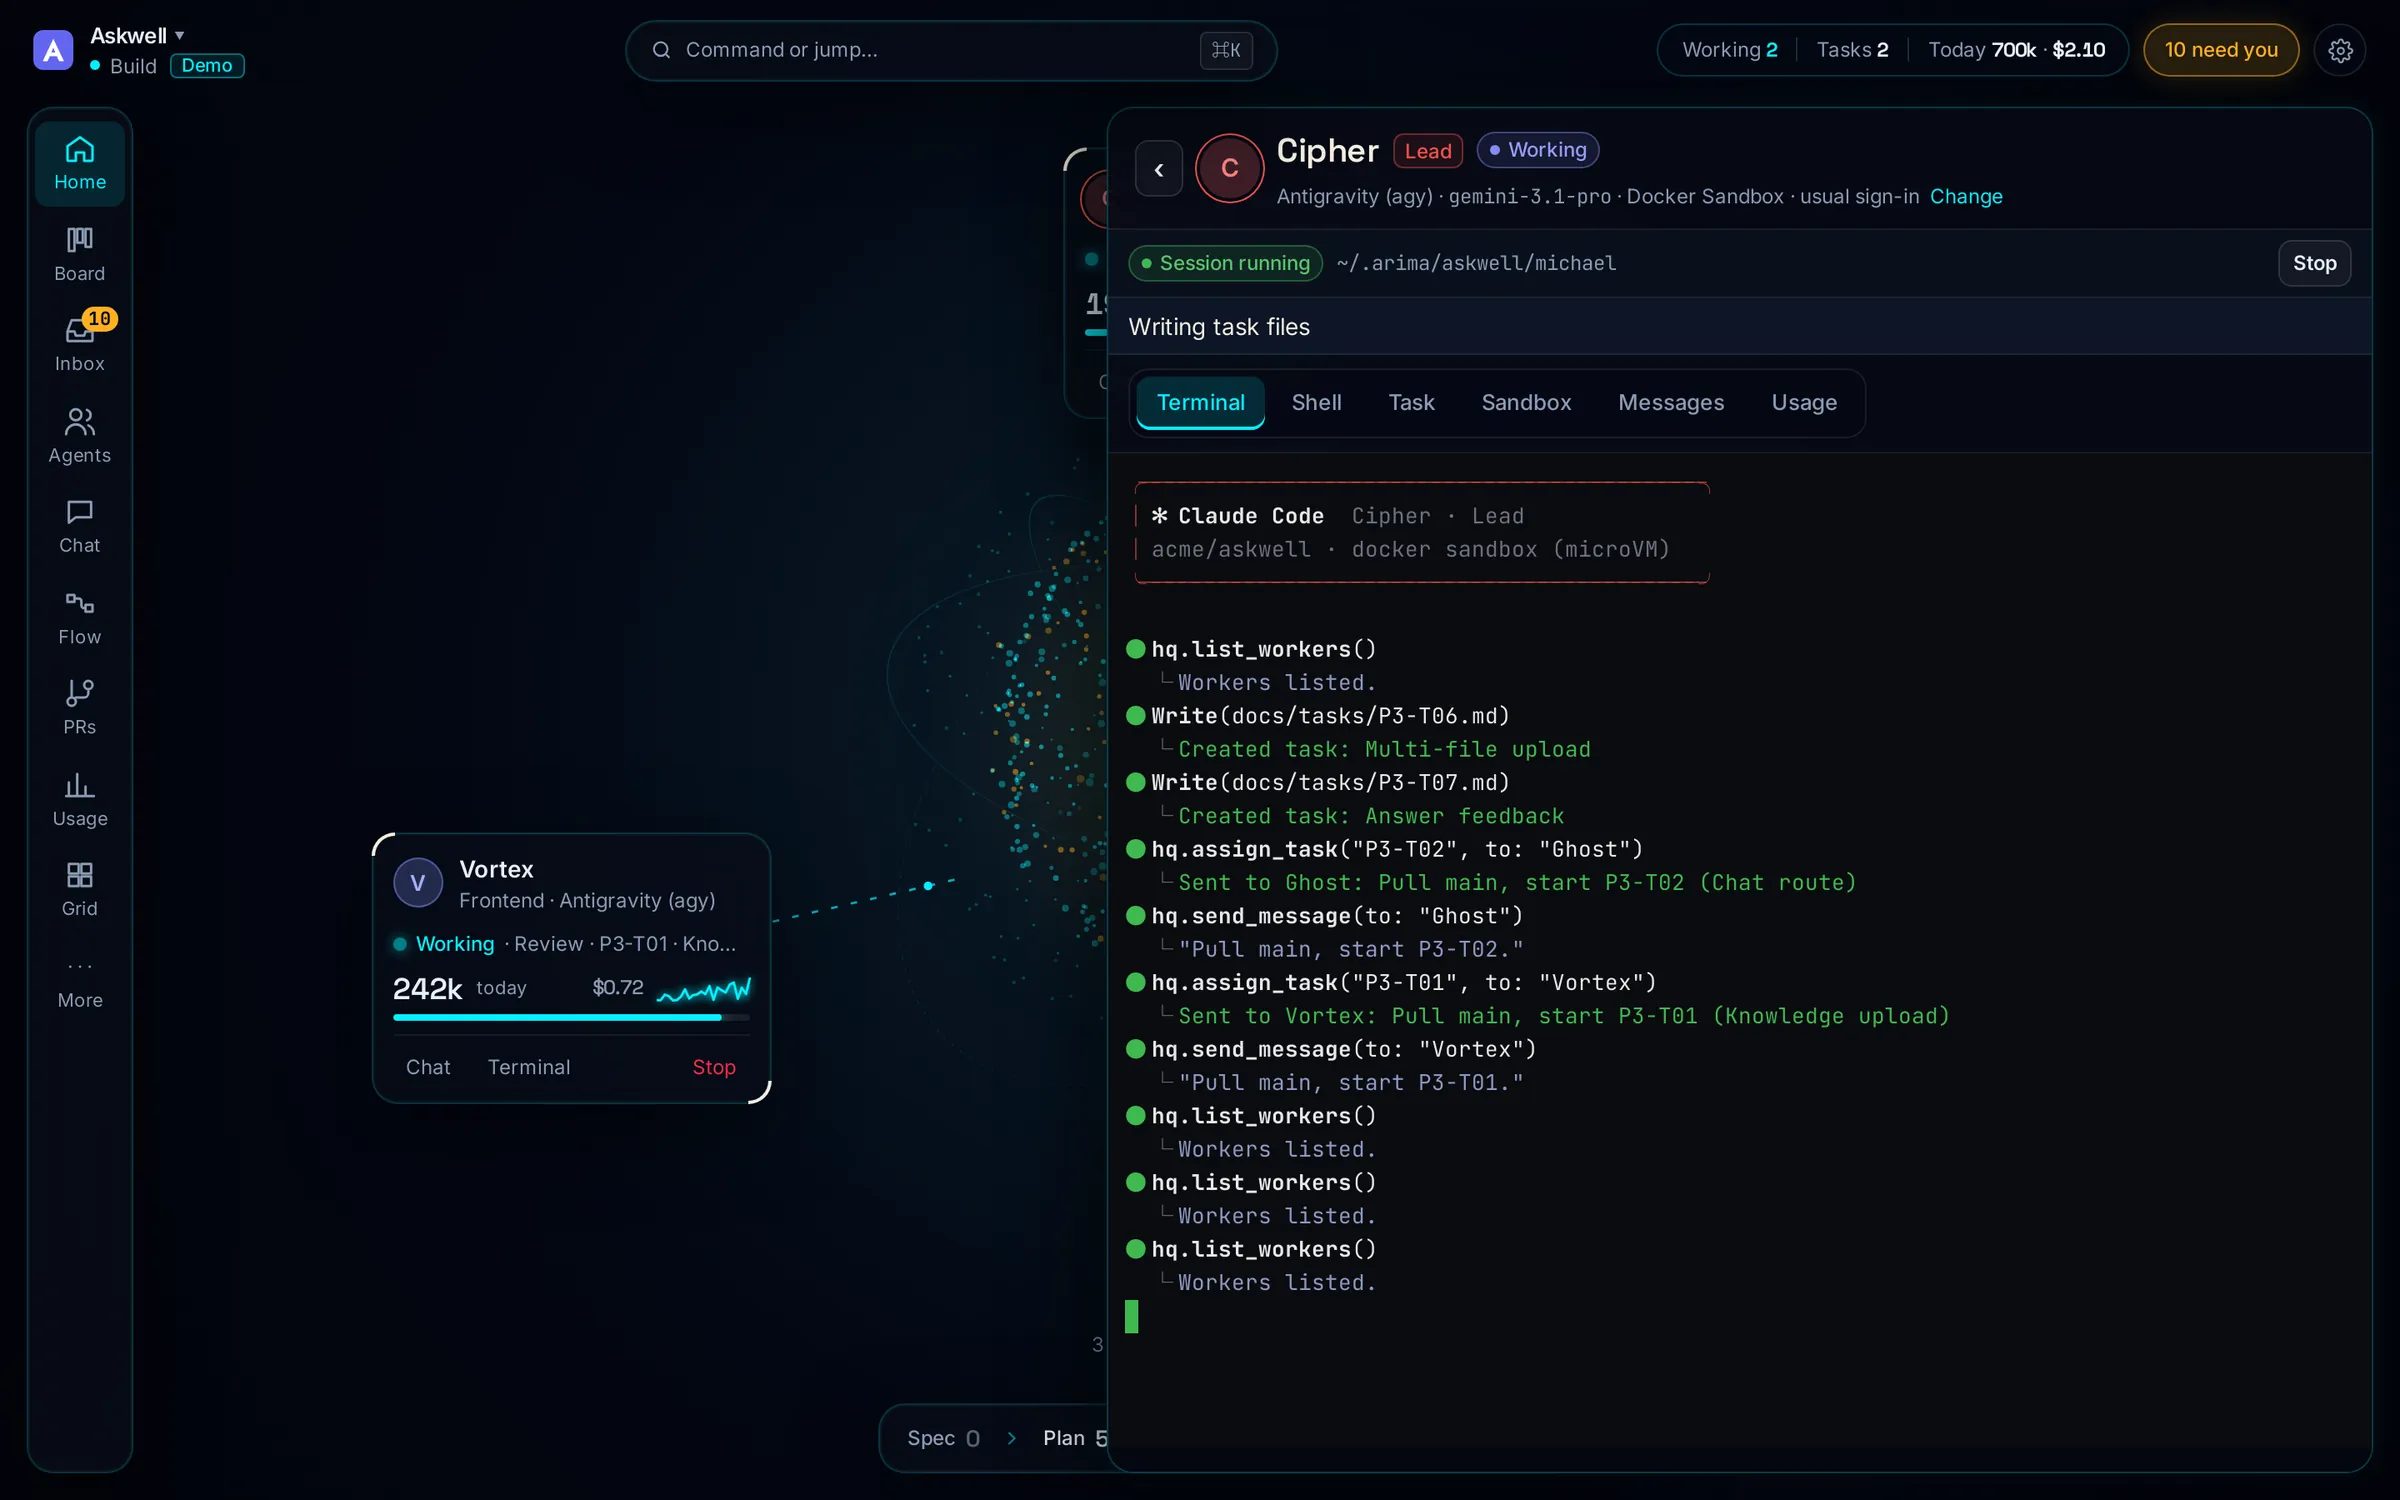 A
Askwell ▾
Build Demo
Command or jump...
⌘K
Working 2
Tasks 2
Today 700k · $2.10
10 need you
Home
Board
10
Inbox
Agents
Chat
Flow
PRs
Usage
Grid
...
More
V
Vortex
Frontend · Antigravity (agy)
Working · Review · P3-T01 · Kno...
242k today $0.72
Chat Terminal Stop
3
Spec 0 > Plan 5
‹
C
Cipher Lead Working
Antigravity (agy) · gemini-3.1-pro · Docker Sandbox · usual sign-in Change
Session running ~/.arima/askwell/michael Stop
Writing task files
Terminal Shell Task Sandbox Messages Usage
✻ Claude Code Cipher · Lead
acme/askwell · docker sandbox (microVM)
hq.list_workers()
└ Workers listed.
Write(docs/tasks/P3-T06.md)
└ Created task: Multi-file upload
Write(docs/tasks/P3-T07.md)
└ Created task: Answer feedback
hq.assign_task("P3-T02", to: "Ghost")
└ Sent to Ghost: Pull main, start P3-T02 (Chat route)
hq.send_message(to: "Ghost")
└ "Pull main, start P3-T02."
hq.assign_task("P3-T01", to: "Vortex")
└ Sent to Vortex: Pull main, start P3-T01 (Knowledge upload)
hq.send_message(to: "Vortex")
└ "Pull main, start P3-T01."
hq.list_workers()
└ Workers listed.
hq.list_workers()
└ Workers listed.
hq.list_workers()
└ Workers listed.